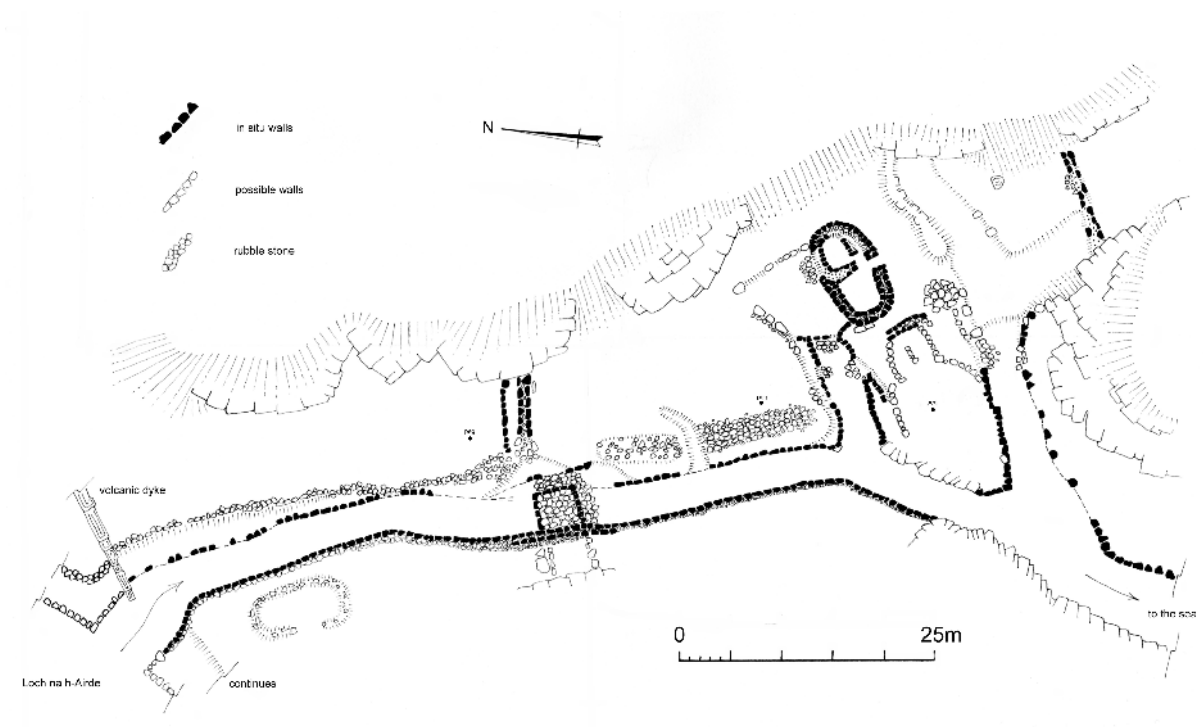 in situ walls
N
possible walls
rubble stone
volcanic dyke
to the sea
0 25m
Loch na h-Airde
continues